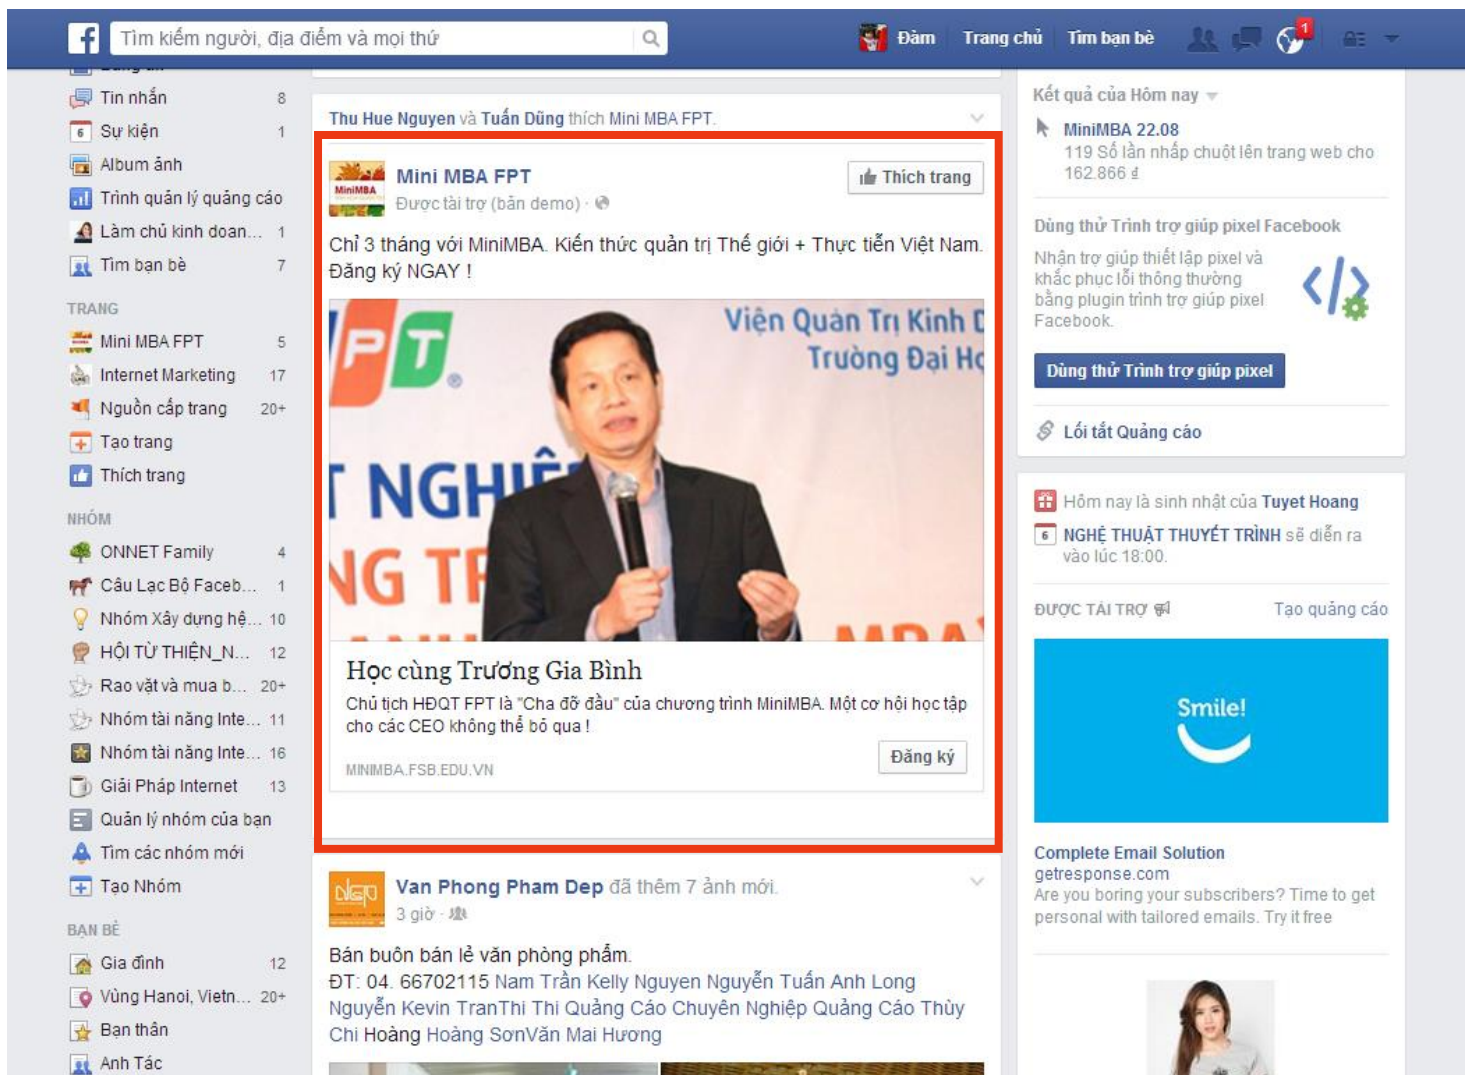 Tìm kiếm người, địa điểm và mọi thứ
Đàm Trang chủ Tìm bạn bè 1
Tin nhắn 8
6 Sự kiện 1
Album ảnh
Trình quản lý quảng cáo
Làm chủ kinh doan... 1
Tìm bạn bè 7
TRANG
Mini MBA FPT 5
Internet Marketing 17
Nguồn cấp trang 20+
Tạo trang
Thích trang
NHÓM
ONNET Family 4
Câu Lạc Bộ Faceb... 1
Nhóm Xây dựng hệ... 10
HỘI TỪ THIỆN_N... 12
Rao vặt và mua b... 20+
Nhóm tài năng Inte... 11
Nhóm tài năng Inte... 16
Giải Pháp Internet 13
Quản lý nhóm của bạn
Tìm các nhóm mới
Tạo Nhóm
BẠN BÈ
Gia đình 12
Vùng Hanoi, Vietn... 20+
Bạn thân
Anh Tác
Thu Hue Nguyen và Tuấn Dũng thích Mini MBA FPT.
MiniMBA
Mini MBA FPT
Thích trang
Được tài trợ (bản demo) ·
Chỉ 3 tháng với MiniMBA. Kiến thức quản trị Thế giới + Thực tiễn Việt Nam.
Đăng ký NGAY !
PT
Viện Quản Trị Kinh D
Trường Đại Họ
T NGHIỆ
NG TR
ANH
MBA
Học cùng Trương Gia Bình
Chủ tịch HĐQT FPT là "Cha đỡ đầu" của chương trình MiniMBA. Một cơ hội học tập
cho các CEO không thể bỏ qua !
Đăng ký
MINIMBA.FSB.EDU.VN
Van Phong Pham Dep đã thêm 7 ảnh mới.
3 giờ ·
Bán buôn bán lẻ văn phòng phẩm.
ĐT: 04. 66702115 Nam Trần Kelly Nguyen Nguyễn Tuấn Anh Long
Nguyễn Kevin TranThi Thi Quảng Cáo Chuyên Nghiệp Quảng Cáo Thùy
Chi Hoàng Hoàng SơnVăn Mai Hương
Kết quả của Hôm nay
MiniMBA 22.08
119 Số lần nhấp chuột lên trang web cho
162.866 đ
Dùng thử Trình trợ giúp pixel Facebook
Nhận trợ giúp thiết lập pixel và
khắc phục lỗi thông thường
bằng plugin trình trợ giúp pixel
Facebook.
Dùng thử Trình trợ giúp pixel
Lối tắt Quảng cáo
Hôm nay là sinh nhật của Tuyet Hoang
6 NGHỆ THUẬT THUYẾT TRÌNH sẽ diễn ra
vào lúc 18:00.
ĐƯỢC TÀI TRỢ Tạo quảng cáo
Smile!
Complete Email Solution
getresponse.com
Are you boring your subscribers? Time to get
personal with tailored emails. Try it free